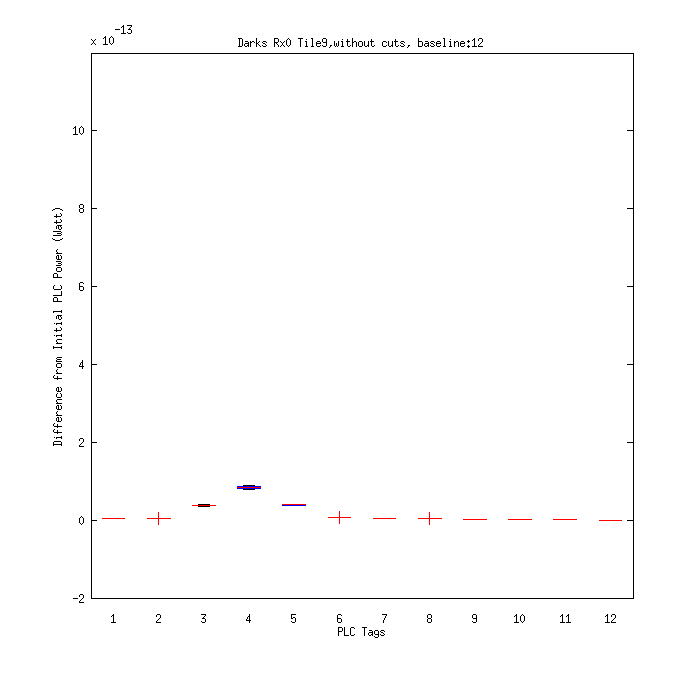 x 10^-13
Darks Rx0 Tile9,without cuts, baseline:12
Difference from Initial PLC Power (Watt)
10
8
6
4
2
0
-2
1 2 3 4 5 6 7 8 9 10 11 12
PLC Tags